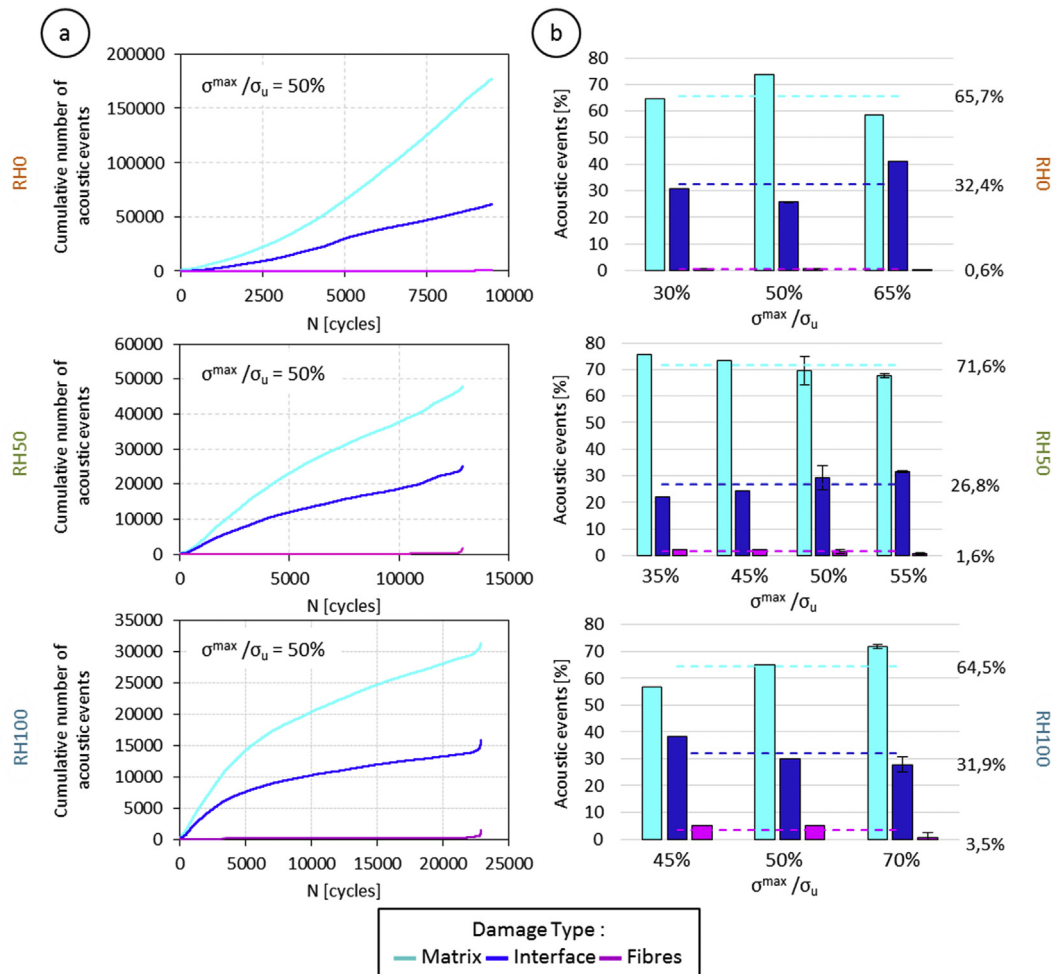 a
b
RH0
Cumulative number of
acoustic events
200000
150000
100000
50000
0
σmax /σu = 50%
0 2500 5000 7500 10000
N [cycles]
Acoustic events [%]
80
70
60
50
40
30
20
10
0
30% 50% 65%
σmax /σu
65,7%
32,4%
0,6%
RH0
RH50
Cumulative number of
acoustic events
60000
50000
40000
30000
20000
10000
0
σmax /σu = 50%
0 5000 10000 15000
N [cycles]
Acoustic events [%]
80
70
60
50
40
30
20
10
0
35% 45% 50% 55%
σmax /σu
71,6%
26,8%
1,6%
RH50
RH100
Cumulative number of
acoustic events
35000
30000
25000
20000
15000
10000
5000
0
σmax /σu = 50%
0 5000 10000 15000 20000 25000
N [cycles]
Acoustic events [%]
80
70
60
50
40
30
20
10
0
45% 50% 70%
σmax /σu
64,5%
31,9%
3,5%
RH100
Damage Type :
Matrix Interface Fibres